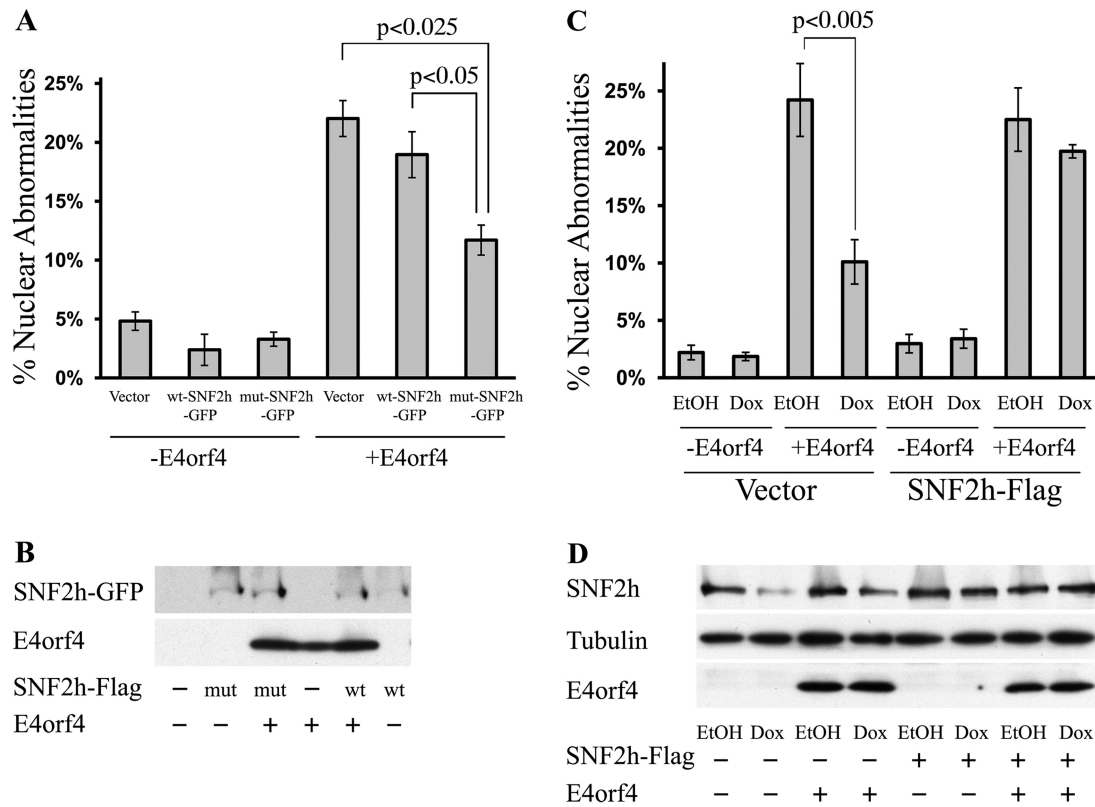 A
% Nuclear Abnormalities
25%
20%
15%
10%
5%
0%
p<0.025
p<0.05
Vector wt-SNF2h mut-SNF2h Vector wt-SNF2h mut-SNF2h
-GFP -GFP -GFP -GFP
-E4orf4 +E4orf4
C
% Nuclear Abnormalities
25%
20%
15%
10%
5%
0%
p<0.005
EtOH Dox EtOH Dox EtOH Dox EtOH Dox
-E4orf4 +E4orf4 -E4orf4 +E4orf4
Vector SNF2h-Flag
B
SNF2h-GFP
E4orf4
SNF2h-Flag – mut mut – wt wt
E4orf4 – – + + + –
D
SNF2h
Tubulin
E4orf4
EtOH Dox EtOH Dox EtOH Dox EtOH Dox
SNF2h-Flag – – – – + + + +
E4orf4 – – + + – – + +